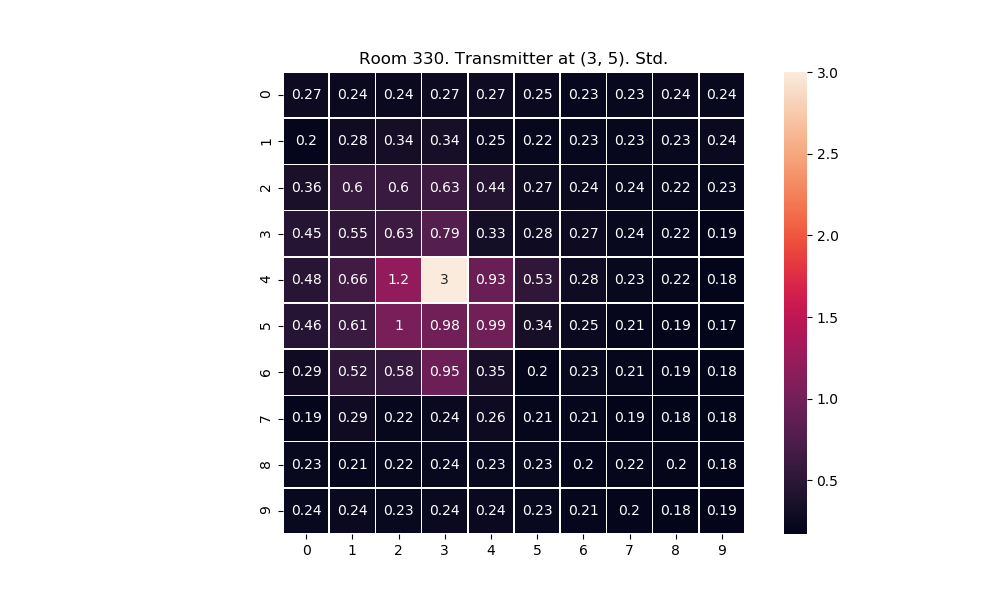 Room 330. Transmitter at (3, 5). Std.
0 0.27 0.24 0.24 0.27 0.27 0.25 0.23 0.23 0.24 0.24
1 0.2 0.28 0.34 0.34 0.25 0.22 0.23 0.23 0.23 0.24
2 0.36 0.6 0.6 0.63 0.44 0.27 0.24 0.24 0.22 0.23
3 0.45 0.55 0.63 0.79 0.33 0.28 0.27 0.24 0.22 0.19
4 0.48 0.66 1.2 3 0.93 0.53 0.28 0.23 0.22 0.18
5 0.46 0.61 1 0.98 0.99 0.34 0.25 0.21 0.19 0.17
6 0.29 0.52 0.58 0.95 0.35 0.2 0.23 0.21 0.19 0.18
7 0.19 0.29 0.22 0.24 0.26 0.21 0.21 0.19 0.18 0.18
8 0.23 0.21 0.22 0.24 0.23 0.23 0.2 0.22 0.2 0.18
9 0.24 0.24 0.23 0.24 0.24 0.23 0.21 0.2 0.18 0.19
0 1 2 3 4 5 6 7 8 9
3.0
2.5
2.0
1.5
1.0
0.5